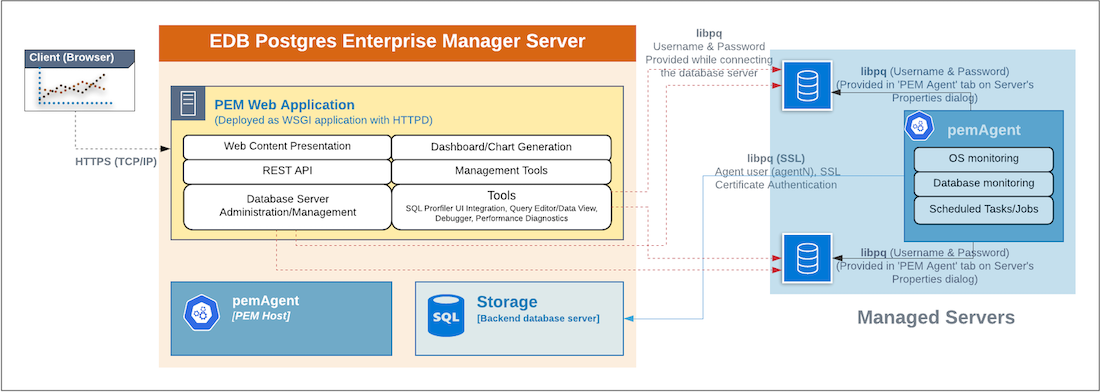 EDB Postgres Enterprise Manager Server
Client (Browser)
HTTPS (TCP/IP)
PEM Web Application
(Deployed as WSGI application with HTTPD)
Web Content Presentation
Dashboard/Chart Generation
REST API
Management Tools
Database Server
Administration/Management
Tools
SQL Profiler UI Integration, Query Editor/Data View,
Debugger, Performance Diagnostics
pemAgent
[PEM Host]
SQL
Storage
[Backend database server]
libpq
Username & Password
Provided while connecting
the database server
libpq (SSL)
Agent user (agentN), SSL
Certificate Authentication
libpq (Username & Password)
(Provided in 'PEM Agent' tab on Server's
Properties dialog)
pemAgent
OS monitoring
Database monitoring
Scheduled Tasks/Jobs
libpq (Username & Password)
(Provided in 'PEM Agent' tab on Server's
Properties dialog)
Managed Servers